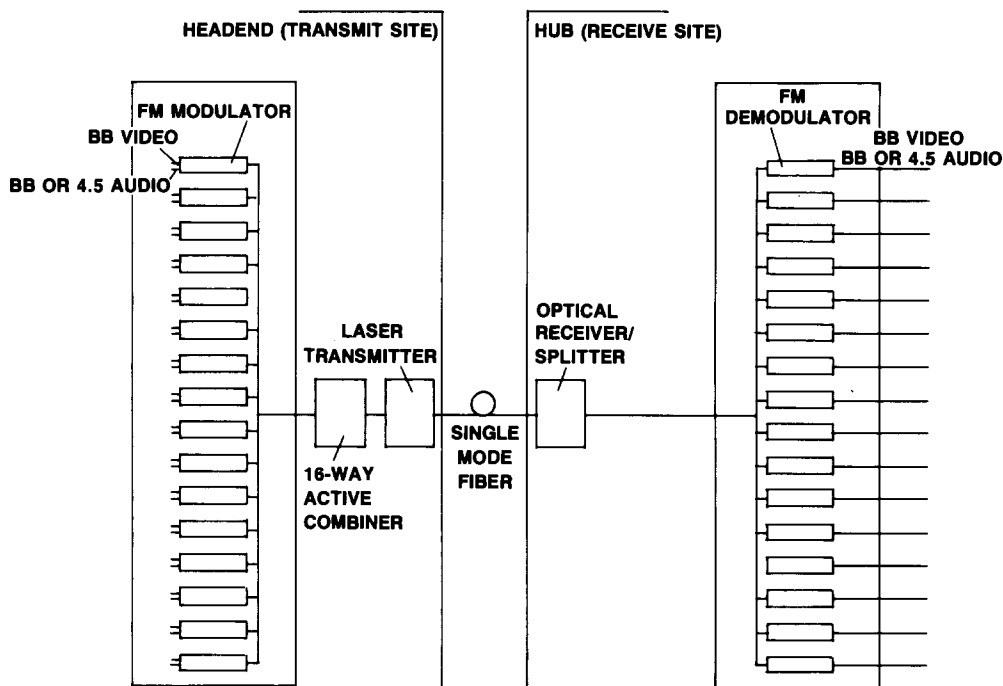 HEADEND (TRANSMIT SITE)
HUB (RECEIVE SITE)
FM MODULATOR
BB VIDEO
BB OR 4.5 AUDIO
FM
DEMODULATOR
BB VIDEO
BB OR 4.5 AUDIO
LASER
TRANSMITTER
OPTICAL
RECEIVER/
SPLITTER
16-WAY
ACTIVE
COMBINER
SINGLE
MODE
FIBER